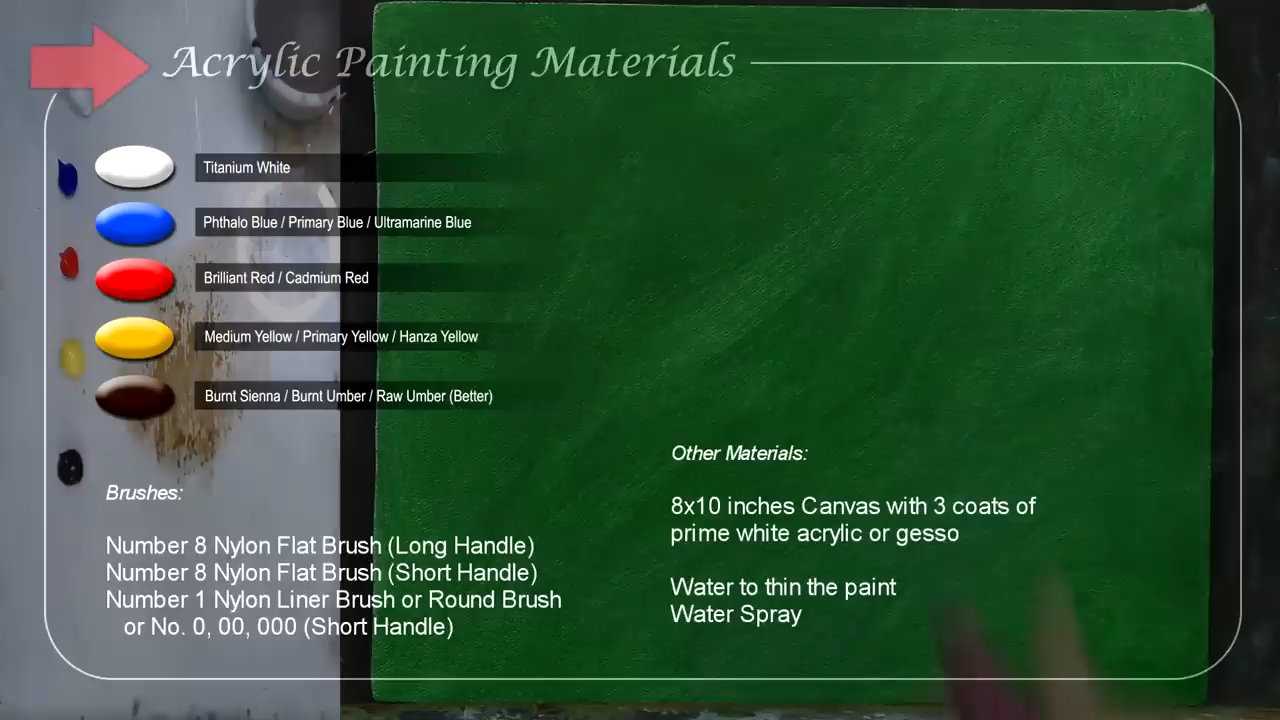 Acrylic Painting Materials
Titanium White
Phthalo Blue / Primary Blue / Ultramarine Blue
Brilliant Red / Cadmium Red
Medium Yellow / Primary Yellow / Hanza Yellow
Burnt Sienna / Burnt Umber / Raw Umber (Better)
Brushes:
Number 8 Nylon Flat Brush (Long Handle)
Number 8 Nylon Flat Brush (Short Handle)
Number 1 Nylon Liner Brush or Round Brush
or No. 0, 00, 000 (Short Handle)
Other Materials:
8x10 inches Canvas with 3 coats of
prime white acrylic or gesso
Water to thin the paint
Water Spray